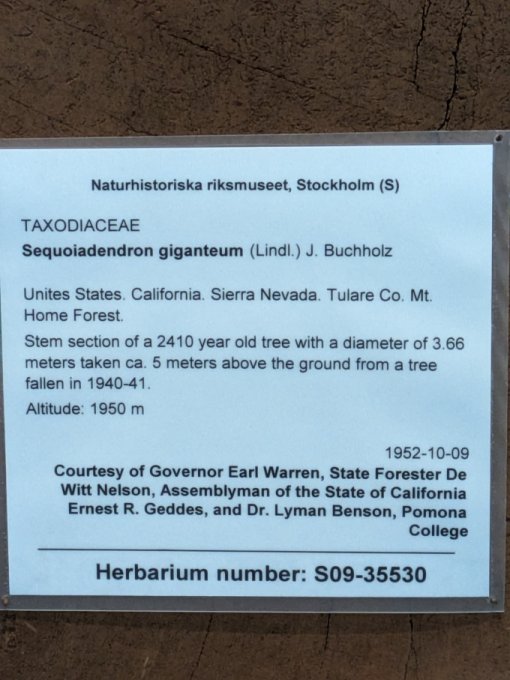 Naturhistoriska riksmuseet, Stockholm (S)
TAXODIACEAE
Sequoiadendron giganteum (Lindl.) J. Buchholz
Unites States. California. Sierra Nevada. Tulare Co. Mt.
Home Forest.
Stem section of a 2410 year old tree with a diameter of 3.66
meters taken ca. 5 meters above the ground from a tree
fallen in 1940-41.
Altitude: 1950 m
1952-10-09
Courtesy of Governor Earl Warren, State Forester De
Witt Nelson, Assemblyman of the State of California
Ernest R. Geddes, and Dr. Lyman Benson, Pomona
College
Herbarium number: S09-35530